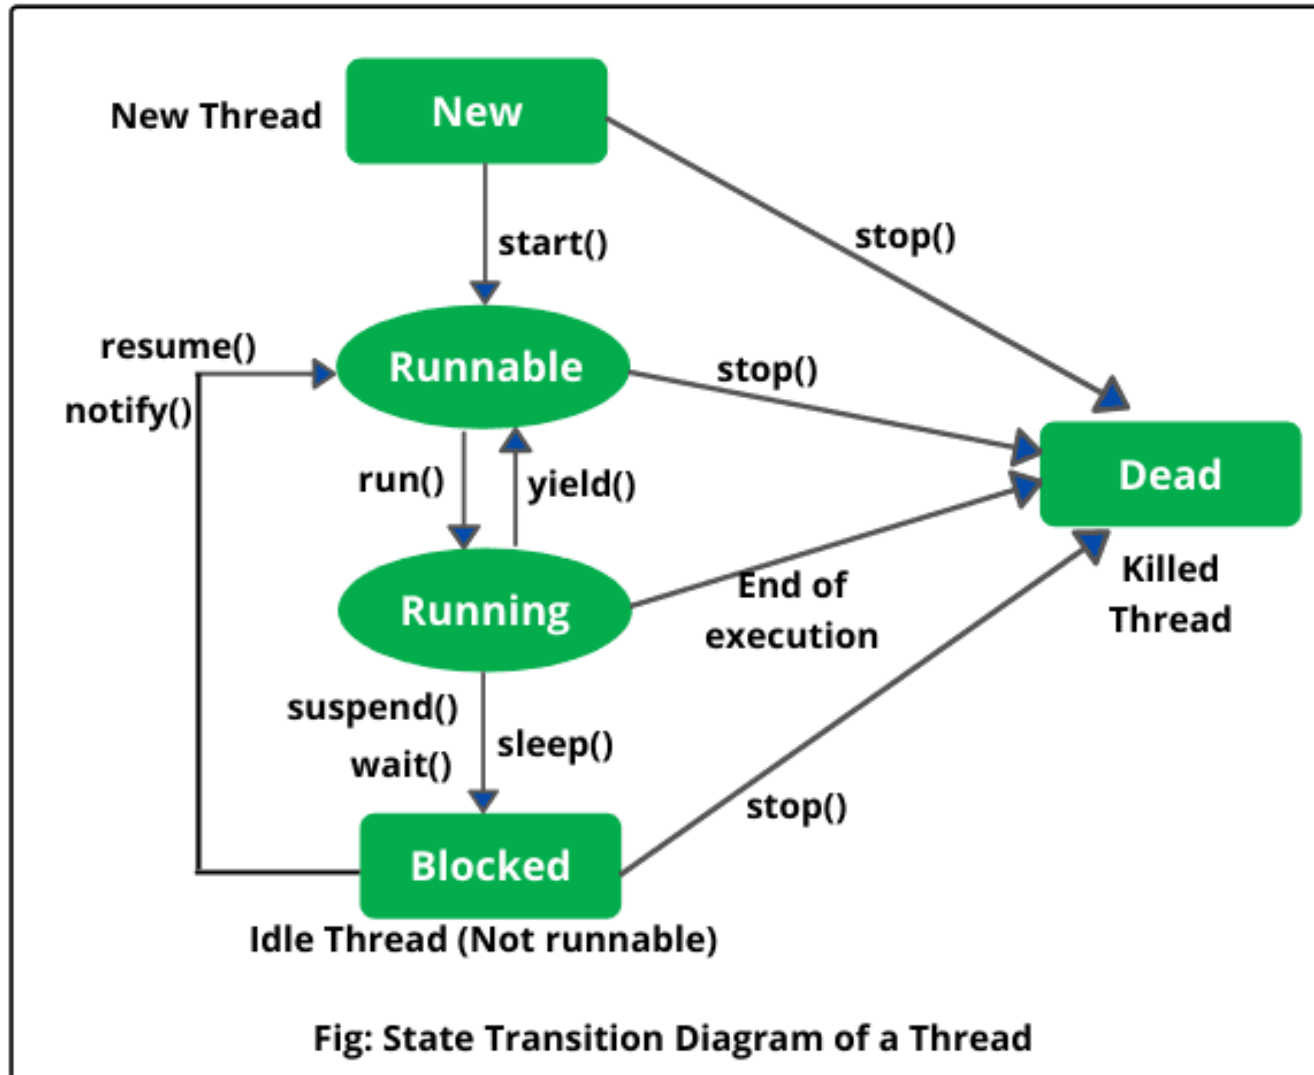 New Thread
New
start()
stop()
resume()
notify()
Runnable
stop()
run()
yield()
Dead
Killed
Thread
Running
End of
execution
suspend()
wait()
sleep()
stop()
Blocked
Idle Thread (Not runnable)
Fig: State Transition Diagram of a Thread